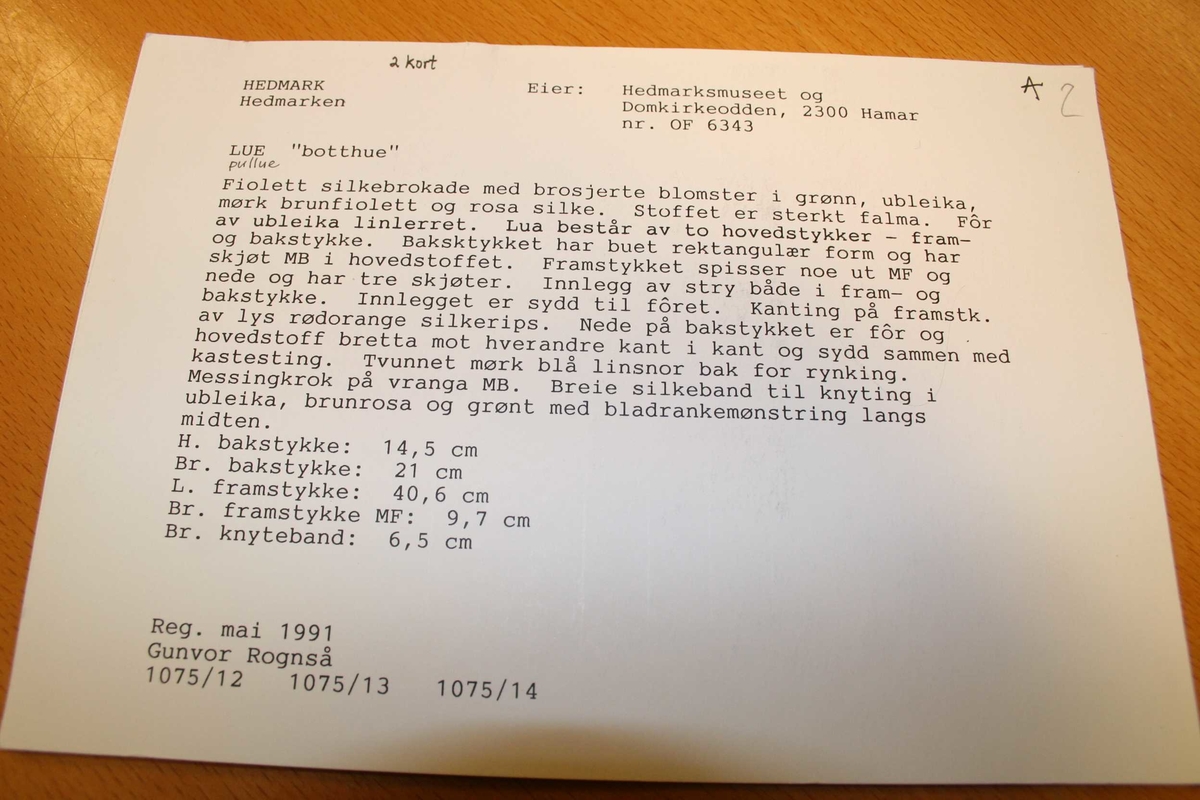 2 kort
HEDMARK
Hedmarken
Eier: Hedmarksmuseet og
Domkirkeodden, 2300 Hamar
nr. OF 6343
A 2
LUE "botthue"
pullue
Fiolett silkebrokade med brosjerte blomster i grønn, ubleika,
mørk brunfiolett og rosa silke. Stoffet er sterkt falma. Fôr
av ubleika linlerret. Lua består av to hovedstykker - fram-
og bakstykke. Baksktykket har buet rektangulær form og har
skjøt MB i hovedstoffet. Framstykket spisser noe ut MF og
nede og har tre skjøter. Innlegg av stry både i fram- og
bakstykke. Innlegget er sydd til fôret. Kanting på framstk.
av lys rødorange silkerips. Nede på bakstykket er fôr og
hovedstoff bretta mot hverandre kant i kant og sydd sammen med
kastesting. Tvunnet mørk blå linsnor bak for rynking.
Messingkrok på vranga MB. Breie silkeband til knyting i
ubleika, brunrosa og grønt med bladrankemønstring langs
midten.
H. bakstykke: 14,5 cm
Br. bakstykke: 21 cm
L. framstykke: 40,6 cm
Br. framstykke MF: 9,7 cm
Br. knyteband: 6,5 cm
Reg. mai 1991
Gunvor Rognså
1075/12 1075/13 1075/14